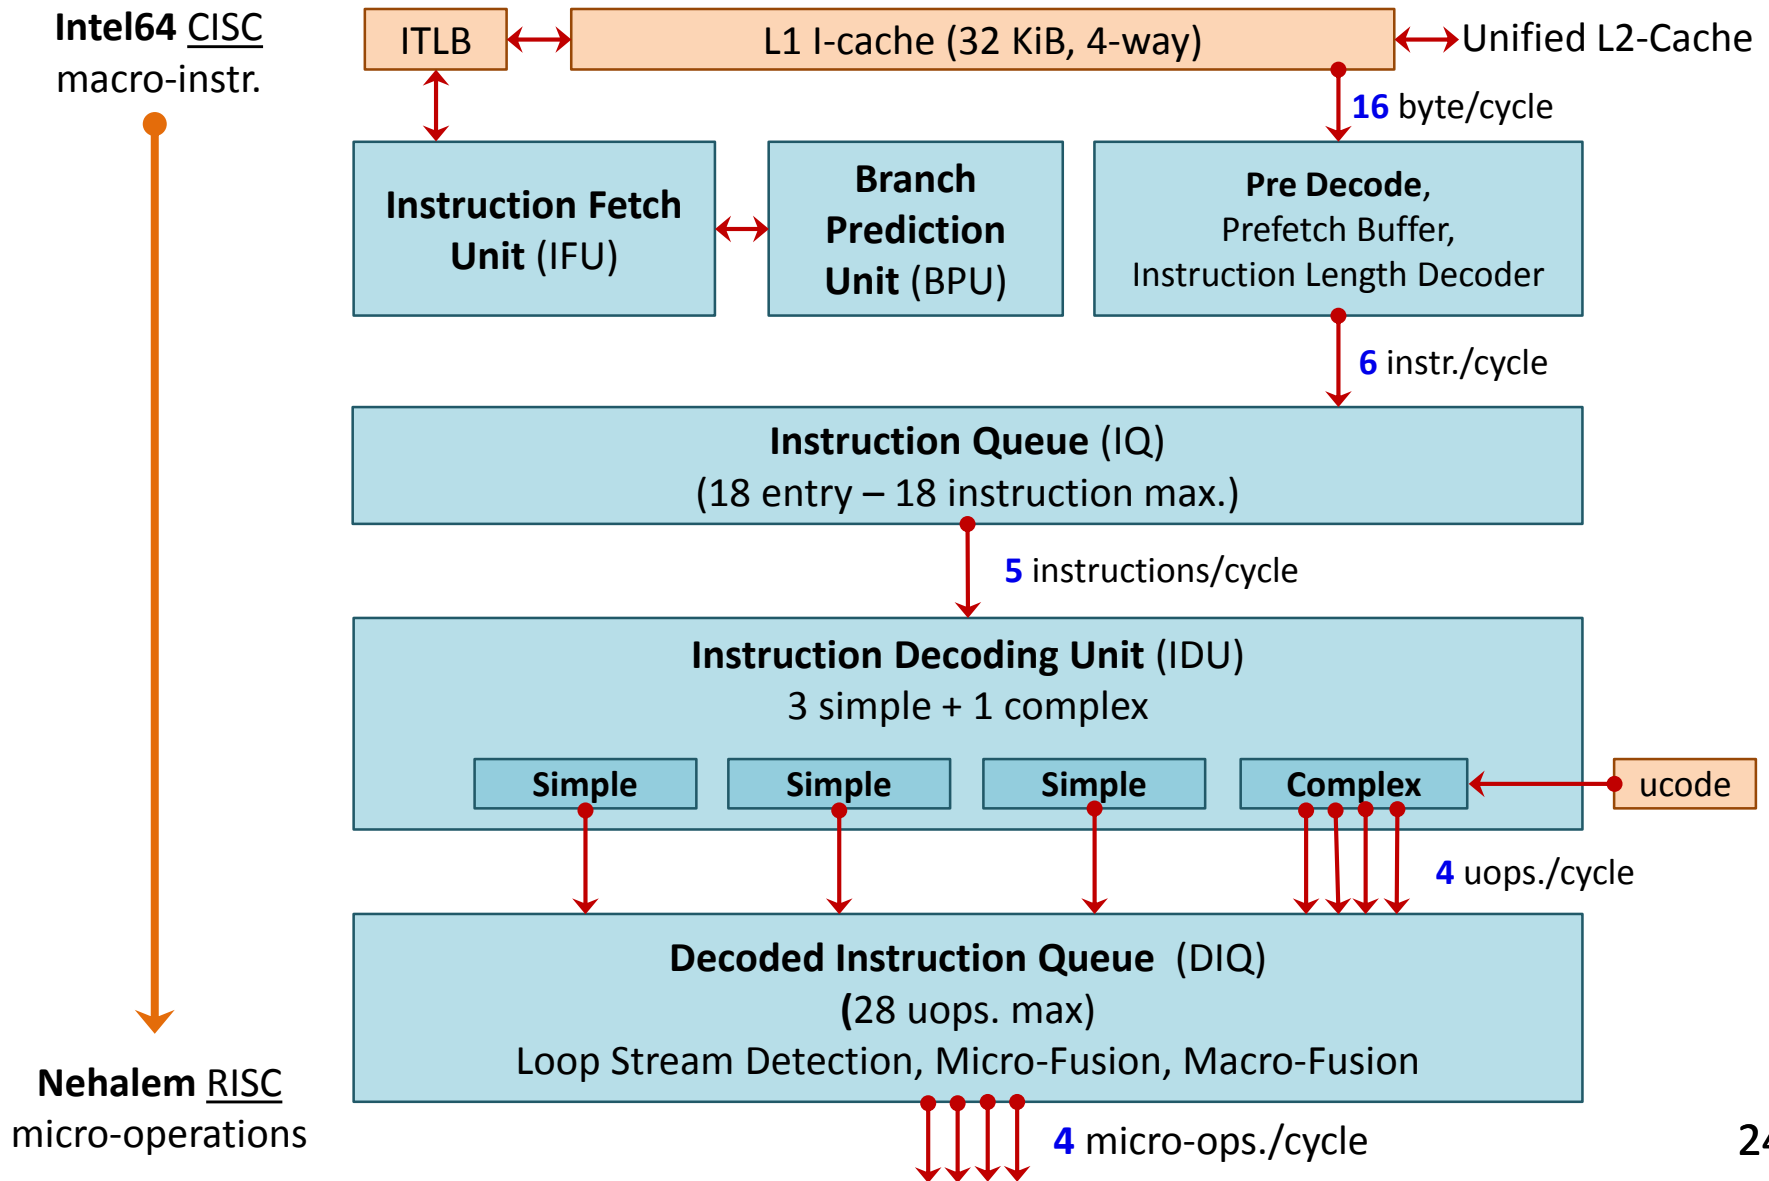 Intel64 CISC
macro-instr.
ITLB
L1 I-cache (32 KiB, 4-way)
Unified L2-Cache
16 byte/cycle
Instruction Fetch
Unit (IFU)
Branch
Prediction
Unit (BPU)
Pre Decode,
Prefetch Buffer,
Instruction Length Decoder
6 instr./cycle
Instruction Queue (IQ)
(18 entry – 18 instruction max.)
5 instructions/cycle
Instruction Decoding Unit (IDU)
3 simple + 1 complex
Simple
Simple
Simple
Complex
ucode
4 uops./cycle
Decoded Instruction Queue (DIQ)
(28 uops. max)
Loop Stream Detection, Micro-Fusion, Macro-Fusion
Nehalem RISC
micro-operations
4 micro-ops./cycle
24